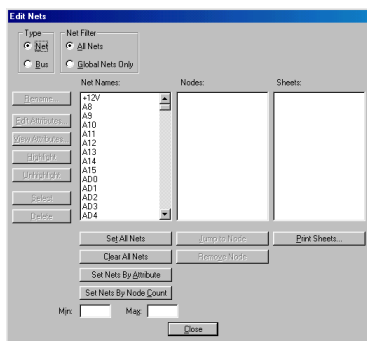 Edit Nets
Type
Net
Bus
Net Filter
All Nets
Global Nets Only
Net Names:
Nodes:
Sheets:
Rename...
Edit Attributes...
View Attributes...
Highlight
Unhighlight
Select
Delete
+12V
A8
A9
A10
A11
A12
A13
A14
A15
AD0
AD1
AD2
AD3
AD4
Set All Nets
Jump to Node
Print Sheets...
Clear All Nets
Remove Node
Set Nets By Attribute
Set Nets By Node Count
Min:
Max:
Close